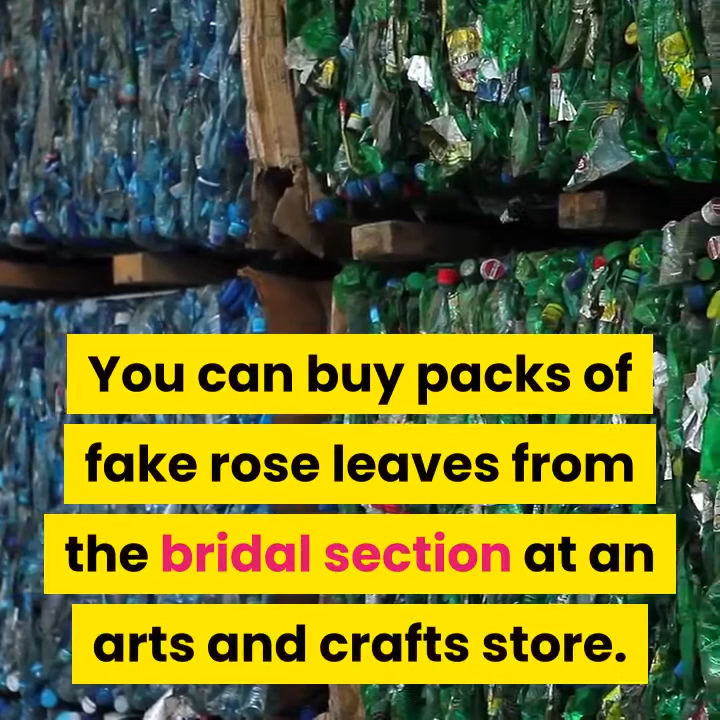 You can buy packs of
fake rose leaves from
the bridal section at an
arts and crafts store.